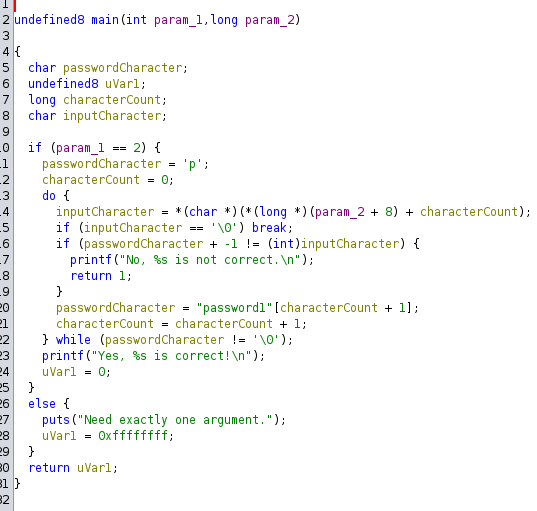 1
2 undefined8 main(int param_1,long param_2)
3
4 {
5 char passwordCharacter;
6 undefined8 uVar1;
7 long characterCount;
8 char inputCharacter;
9
10 if (param_1 == 2) {
11 passwordCharacter = 'p';
12 characterCount = 0;
13 do {
14 inputCharacter = *(char *)(*(long *)(param_2 + 8) + characterCount);
15 if (inputCharacter == '\0') break;
16 if (passwordCharacter + -1 != (int)inputCharacter) {
17 printf("No, %s is not correct.\n");
18 return 1;
19 }
20 passwordCharacter = "password1"[characterCount + 1];
21 characterCount = characterCount + 1;
22 } while (passwordCharacter != '\0');
23 printf("Yes, %s is correct!\n");
24 uVar1 = 0;
25 }
26 else {
27 puts("Need exactly one argument.");
28 uVar1 = 0xffffffff;
29 }
30 return uVar1;
31 }
32